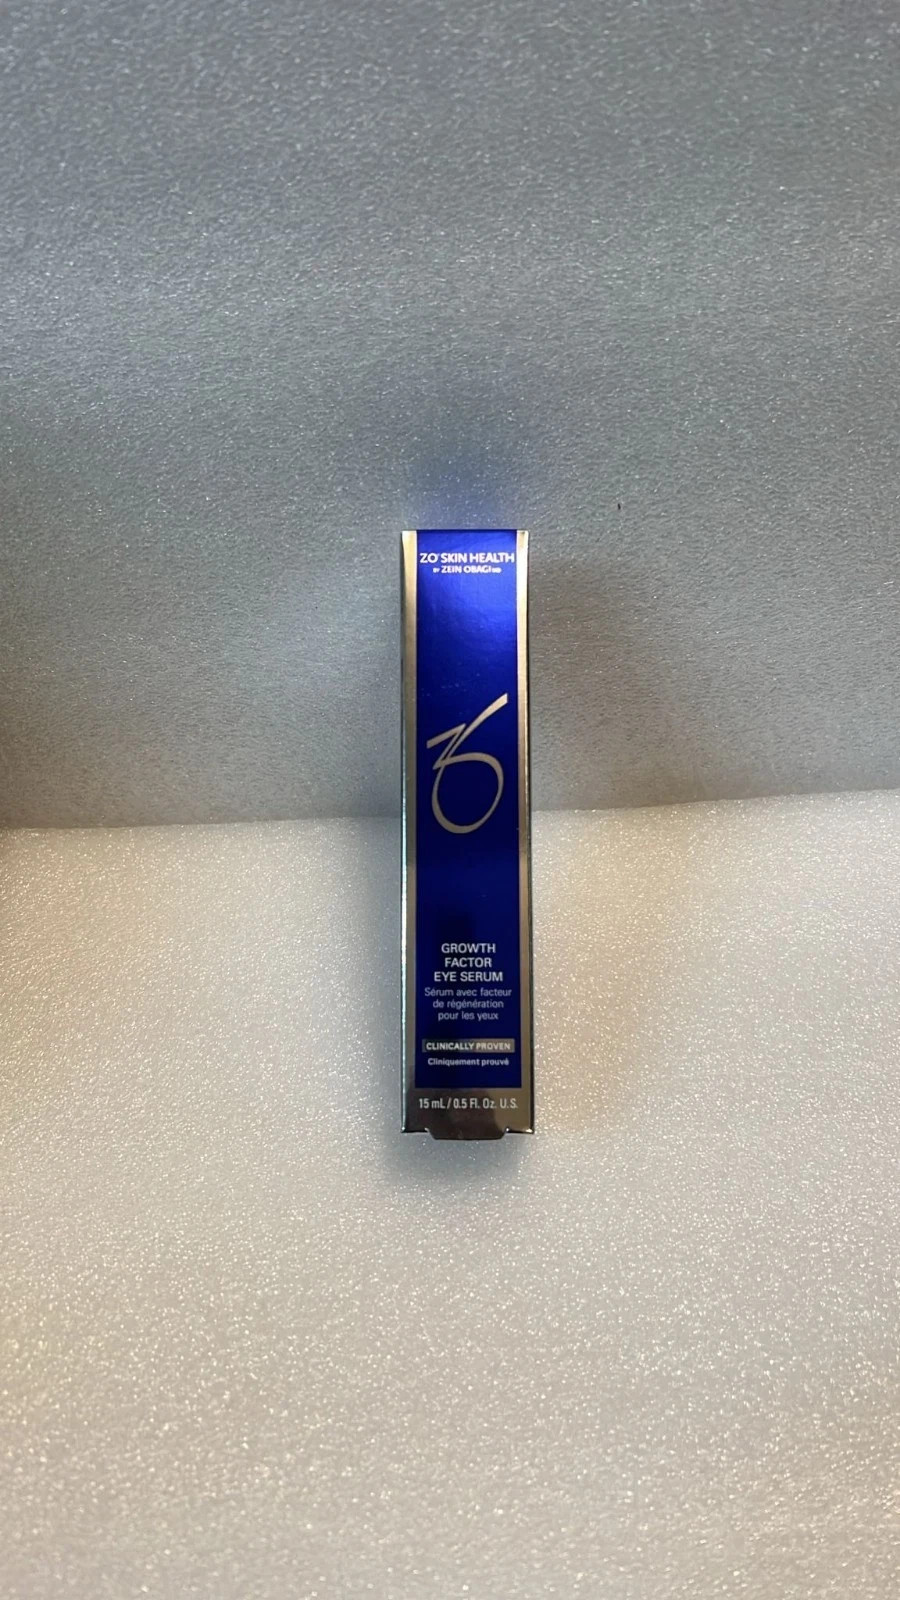 ZO® SKIN HEALTH
BY ZEIN OBAGI MD
ZO
GROWTH
FACTOR
EYE SERUM
Sérum avec facteur
de régénération
pour les yeux
CLINICALLY PROVEN
Cliniquement prouvé
15 mL / 0.5 Fl. Oz. U.S.